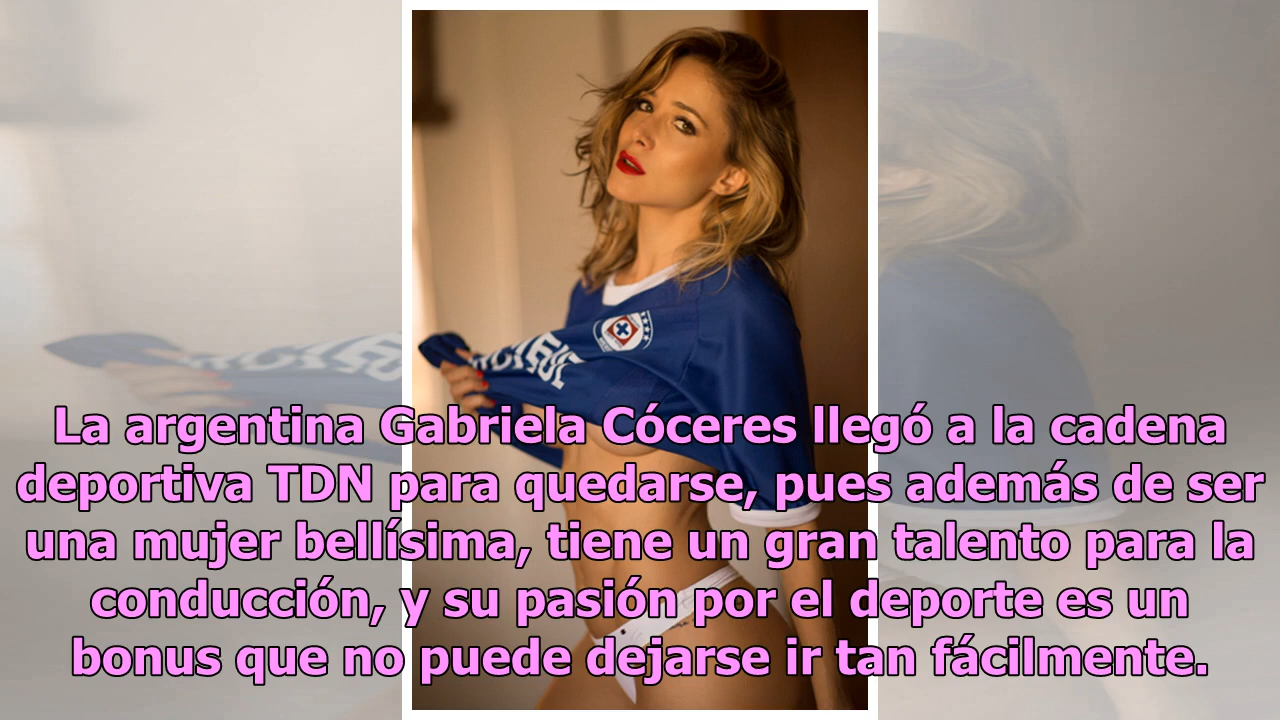 La argentina Gabriela Cóceres llegó a la cadena
deportiva TDN para quedarse, pues además de ser
una mujer bellísima, tiene un gran talento para la
conducción, y su pasión por el deporte es un
bonus que no puede dejarse ir tan fácilmente.